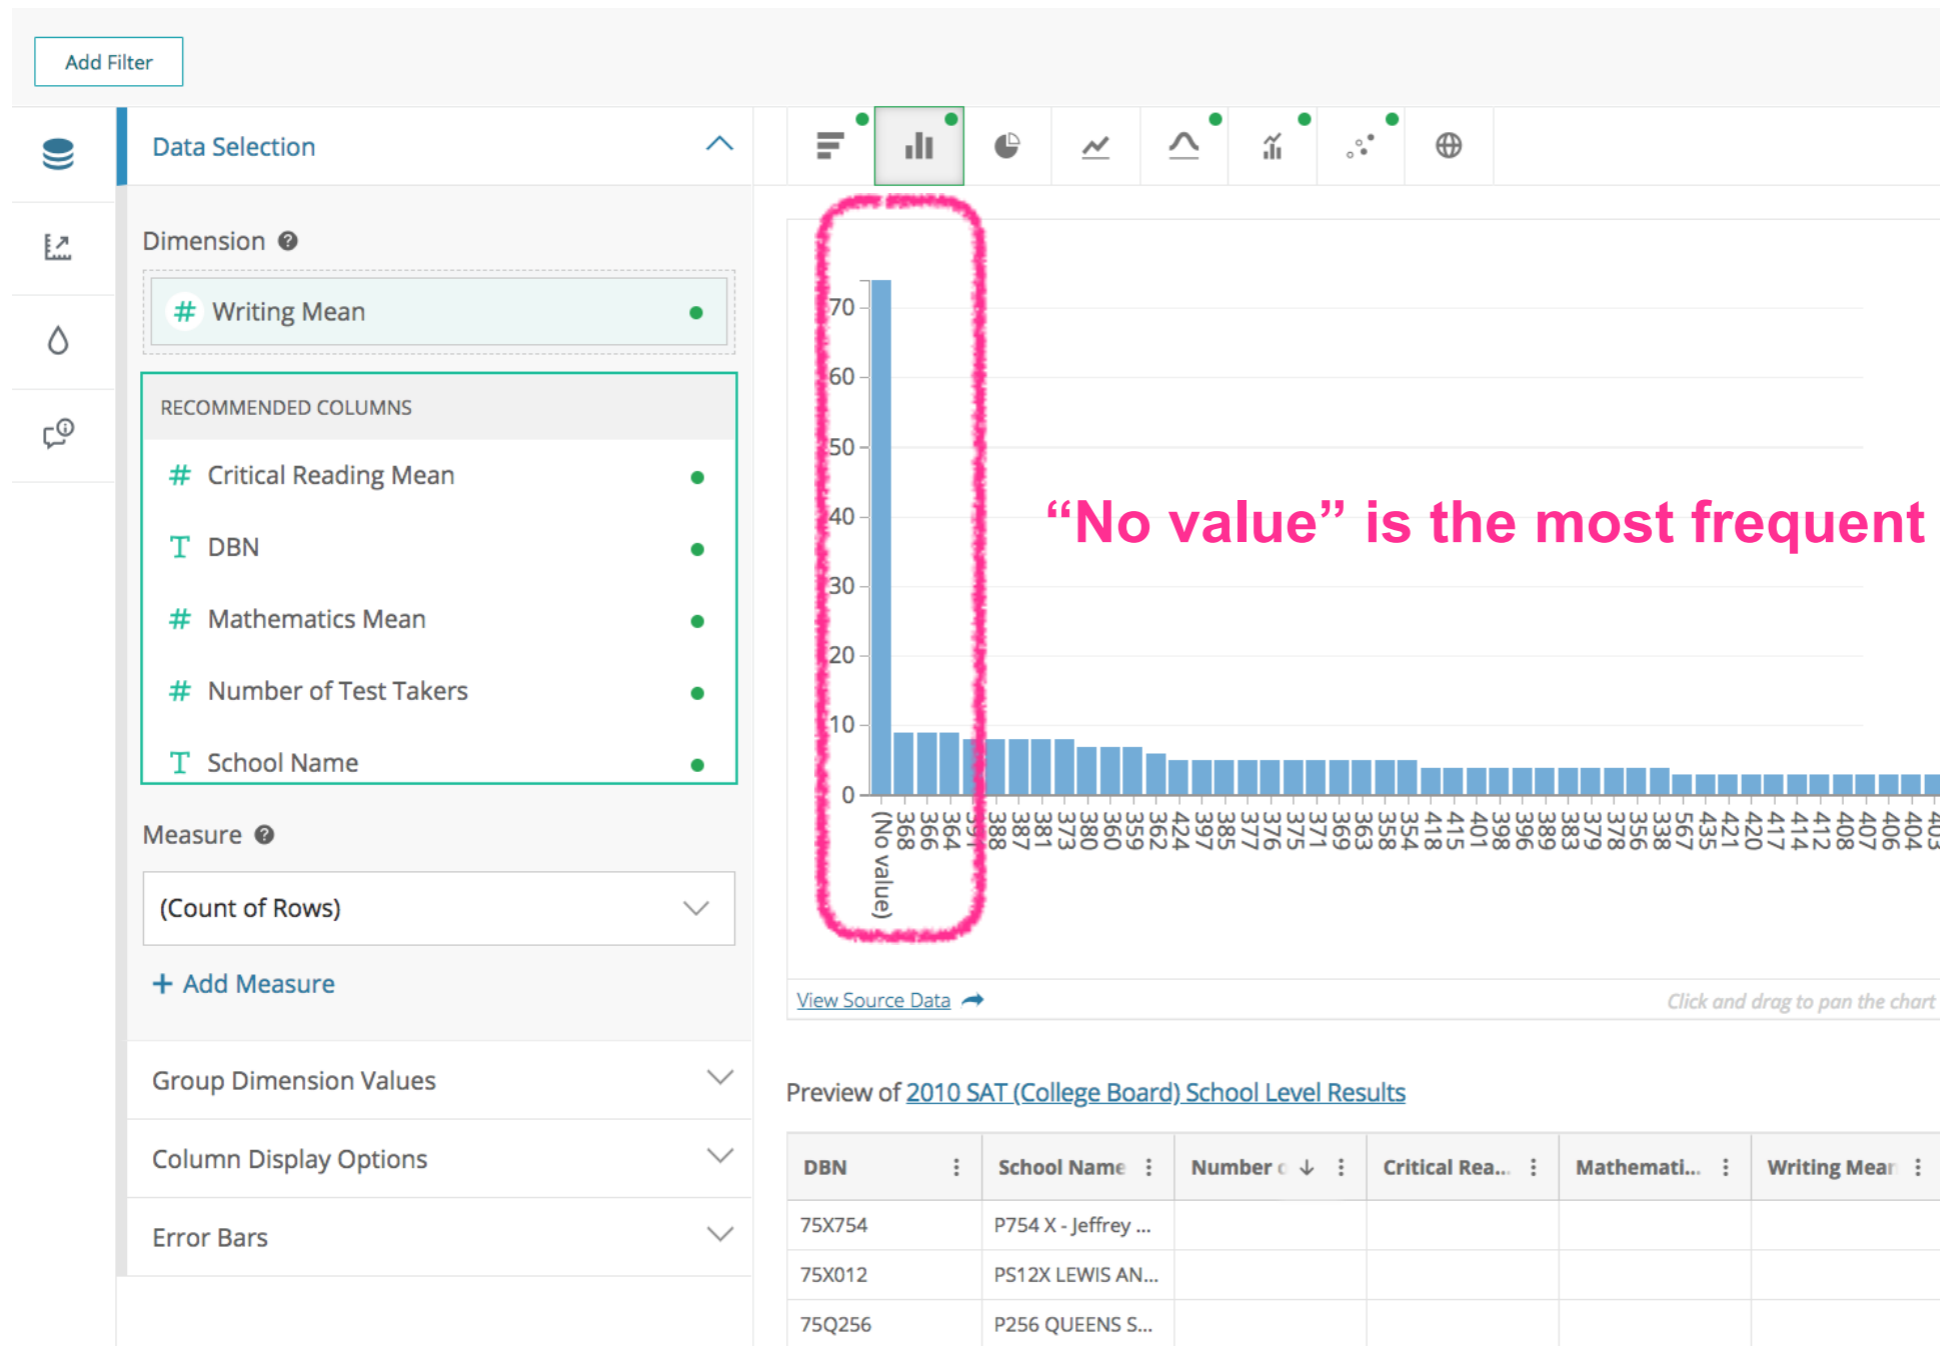 Add Filter
Data Selection
Dimension
# Writing Mean
RECOMMENDED COLUMNS
# Critical Reading Mean
T DBN
# Mathematics Mean
# Number of Test Takers
T School Name
Measure
(Count of Rows)
+ Add Measure
Group Dimension Values
Column Display Options
Error Bars
70
60
50
40
30
20
10
0
“No value” is the most frequent
(No value)
368
366
364
391
388
387
381
373
380
360
359
362
424
397
385
377
376
375
371
369
363
358
354
418
415
401
398
396
389
383
379
378
356
338
567
435
421
420
417
414
412
408
407
406
404
403
View Source Data
Click and drag to pan the chart
Preview of 2010 SAT (College Board) School Level Results
DBN School Name Number Critical Rea... Mathemati... Writing Mean
75X754 P754 X - Jeffrey ...
75X012 PS12X LEWIS AN...
75Q256 P256 QUEENS S...